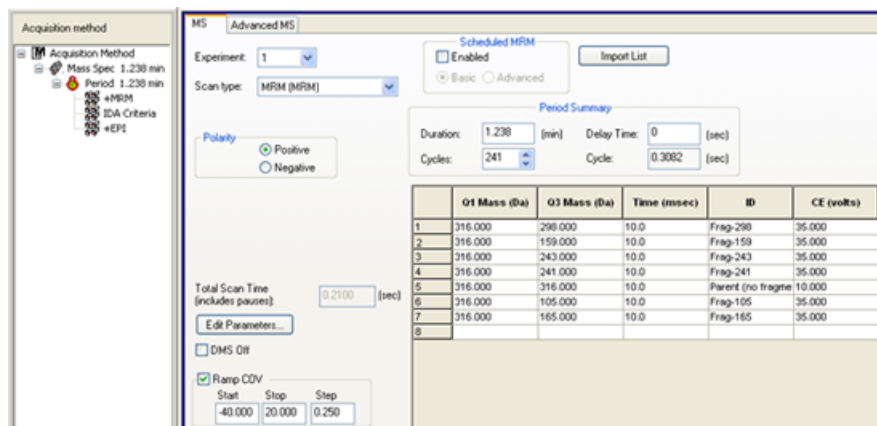 Acquisition method
Acquisition Method
Mass Spec 1.238 min
Period 1.238 min
+MRM
IDA Criteria
+EPI
MS Advanced MS
Experiment: 1
Scan type: MRM (MRM)
Scheduled MRM
Enabled
Basic Advanced
Import List
Polarity
Positive
Negative
Period Summary
Duration: 1.238 (min) Delay Time: 0 (sec)
Cycles: 241 Cycle: 0.3082 (sec)
Q1 Mass (Da) Q3 Mass (Da) Time (msec) ID CE (volts)
1 316.000 298.000 10.0 Frag-298 35.000
2 316.000 159.000 10.0 Frag-159 35.000
3 316.000 243.000 10.0 Frag-243 35.000
4 316.000 241.000 10.0 Frag-241 35.000
5 316.000 316.000 10.0 Parent (no fragme 10.000
6 316.000 105.000 10.0 Frag-105 35.000
7 316.000 165.000 10.0 Frag-165 35.000
8
Total Scan Time
(includes pauses): 0.2100 (sec)
Edit Parameters...
DMS Off
Ramp COV
Start Stop Step
-40.000 20.000 0.250